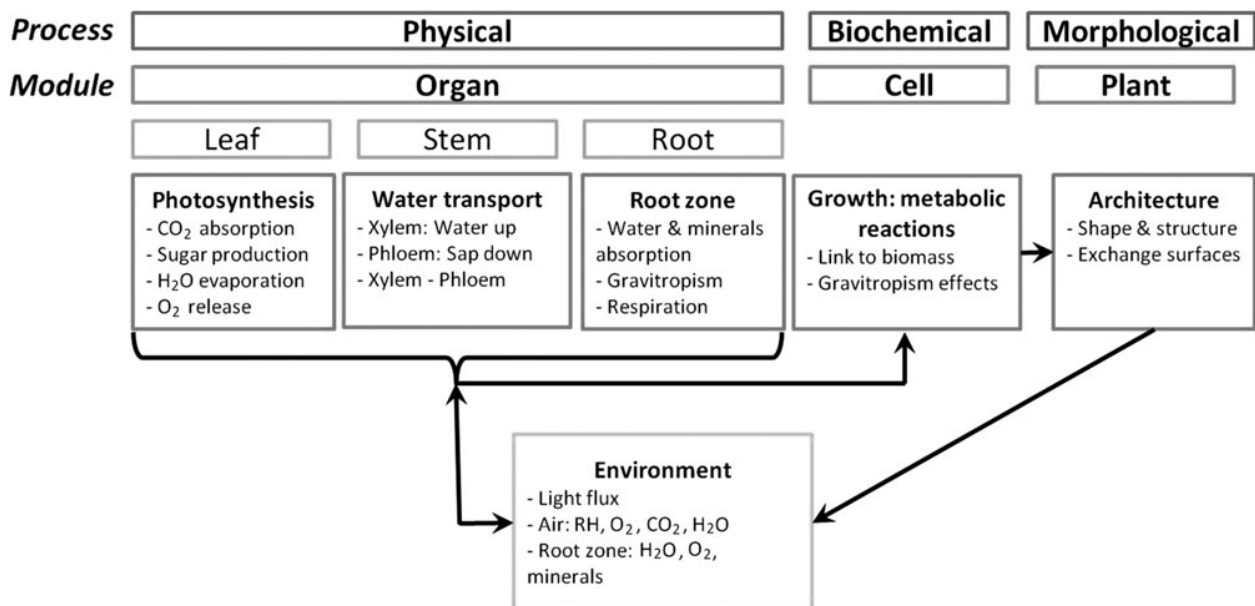 Process Physical Biochemical Morphological
Module Organ Cell Plant
Leaf Stem Root
Photosynthesis
- CO₂ absorption
- Sugar production
- H₂O evaporation
- O₂ release
Water transport
- Xylem: Water up
- Phloem: Sap down
- Xylem - Phloem
Root zone
- Water & minerals
absorption
- Gravitropism
- Respiration
Growth: metabolic
reactions
- Link to biomass
- Gravitropism effects
Architecture
- Shape & structure
- Exchange surfaces
Environment
- Light flux
- Air: RH, O₂, CO₂, H₂O
- Root zone: H₂O, O₂,
minerals